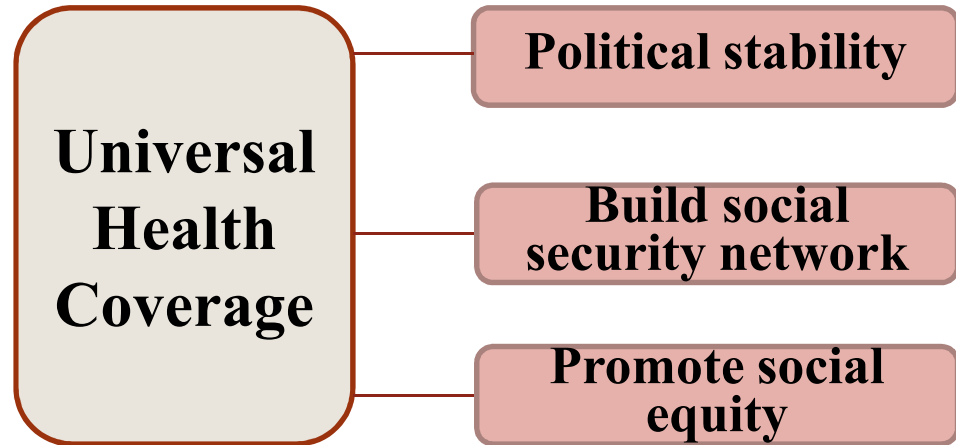 Universal
Health
Coverage
Political stability
Build social
security network
Promote social
equity